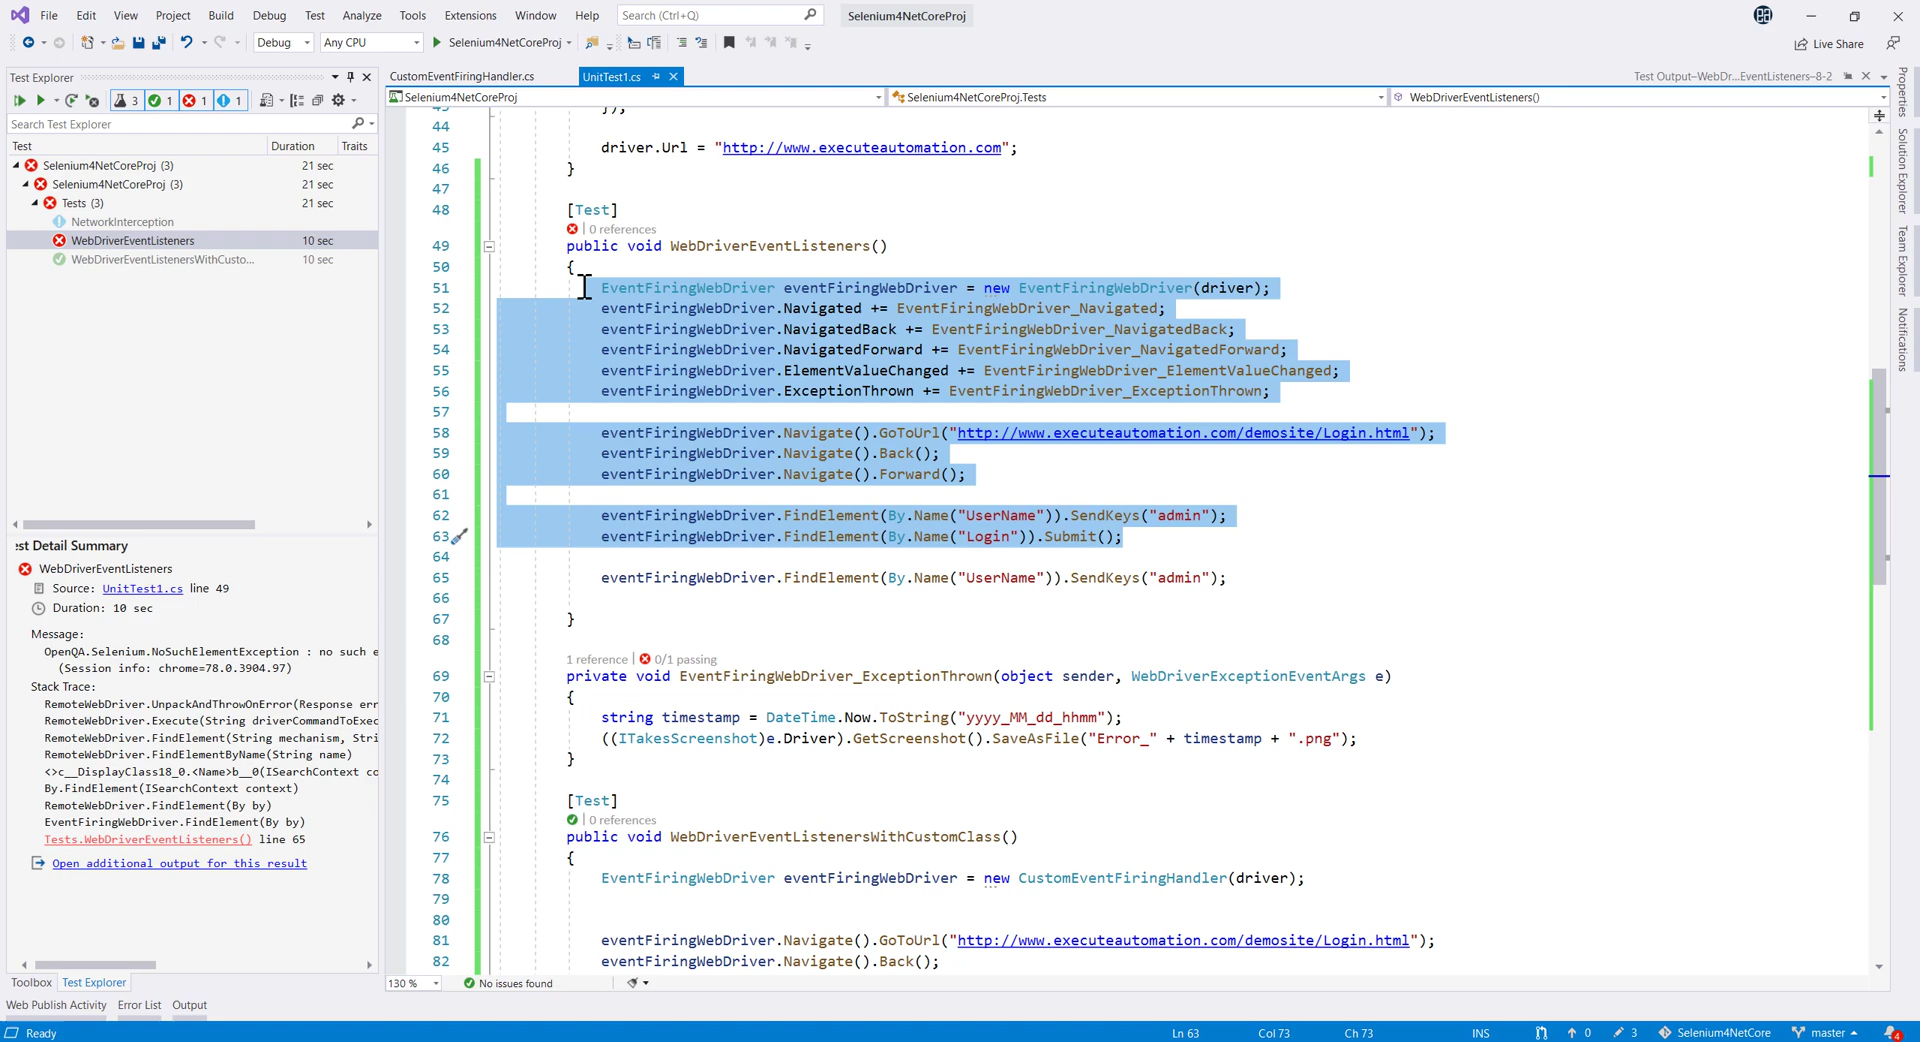 File Edit View Project Build Debug Test Analyze Tools Extensions Window Help Search (Ctrl+Q) Selenium4NetCoreProj
Debug Any CPU Selenium4NetCoreProj Live Share
Test Explorer
CustomEventFiringHandler.cs UnitTest1.cs Test Output–WebDr...EventListeners–8-2
3 1 1 1
Selenium4NetCoreProj Selenium4NetCoreProj.Tests WebDriverEventListeners()
Search Test Explorer
Test Duration Traits
Selenium4NetCoreProj (3) 21 sec
Selenium4NetCoreProj (3) 21 sec
Tests (3) 21 sec
NetworkInterception
WebDriverEventListeners 10 sec
WebDriverEventListenersWithCusto... 10 sec
est Detail Summary
WebDriverEventListeners
Source: UnitTest1.cs line 49
Duration: 10 sec
Message:
OpenQA.Selenium.NoSuchElementException : no such e
(Session info: chrome=78.0.3904.97)
Stack Trace:
RemoteWebDriver.UnpackAndThrowOnError(Response err
RemoteWebDriver.Execute(String driverCommandToExec
RemoteWebDriver.FindElement(String mechanism, Stri
RemoteWebDriver.FindElementByName(String name)
<>c__DisplayClass18_0.<Name>b__0(ISearchContext co
By.FindElement(ISearchContext context)
RemoteWebDriver.FindElement(By by)
EventFiringWebDriver.FindElement(By by)
Tests.WebDriverEventListeners() line 65
Open additional output for this result
Toolbox Test Explorer
43 });
44
45 driver.Url = "http://www.executeautomation.com";
46 }
47
48 [Test]
0 references
49 public void WebDriverEventListeners()
50 {
51 EventFiringWebDriver eventFiringWebDriver = new EventFiringWebDriver(driver);
52 eventFiringWebDriver.Navigated += EventFiringWebDriver_Navigated;
53 eventFiringWebDriver.NavigatedBack += EventFiringWebDriver_NavigatedBack;
54 eventFiringWebDriver.NavigatedForward += EventFiringWebDriver_NavigatedForward;
55 eventFiringWebDriver.ElementValueChanged += EventFiringWebDriver_ElementValueChanged;
56 eventFiringWebDriver.ExceptionThrown += EventFiringWebDriver_ExceptionThrown;
57
58 eventFiringWebDriver.Navigate().GoToUrl("http://www.executeautomation.com/demosite/Login.html");
59 eventFiringWebDriver.Navigate().Back();
60 eventFiringWebDriver.Navigate().Forward();
61
62 eventFiringWebDriver.FindElement(By.Name("UserName")).SendKeys("admin");
63 eventFiringWebDriver.FindElement(By.Name("Login")).Submit();
64
65 eventFiringWebDriver.FindElement(By.Name("UserName")).SendKeys("admin");
66
67 }
68
1 reference | 0/1 passing
69 private void EventFiringWebDriver_ExceptionThrown(object sender, WebDriverExceptionEventArgs e)
70 {
71 string timestamp = DateTime.Now.ToString("yyyy_MM_dd_hhmm");
72 ((ITakesScreenshot)e.Driver).GetScreenshot().SaveAsFile("Error_" + timestamp + ".png");
73 }
74
75 [Test]
0 references
76 public void WebDriverEventListenersWithCustomClass()
77 {
78 EventFiringWebDriver eventFiringWebDriver = new CustomEventFiringHandler(driver);
79
80
81 eventFiringWebDriver.Navigate().GoToUrl("http://www.executeautomation.com/demosite/Login.html");
82 eventFiringWebDriver.Navigate().Back();
130 % No issues found
Properties
Solution Explorer
Team Explorer
Notifications
Web Publish Activity Error List Output
Ready Ln 63 Col 73 Ch 73 INS 0 3 Selenium4NetCore master 4